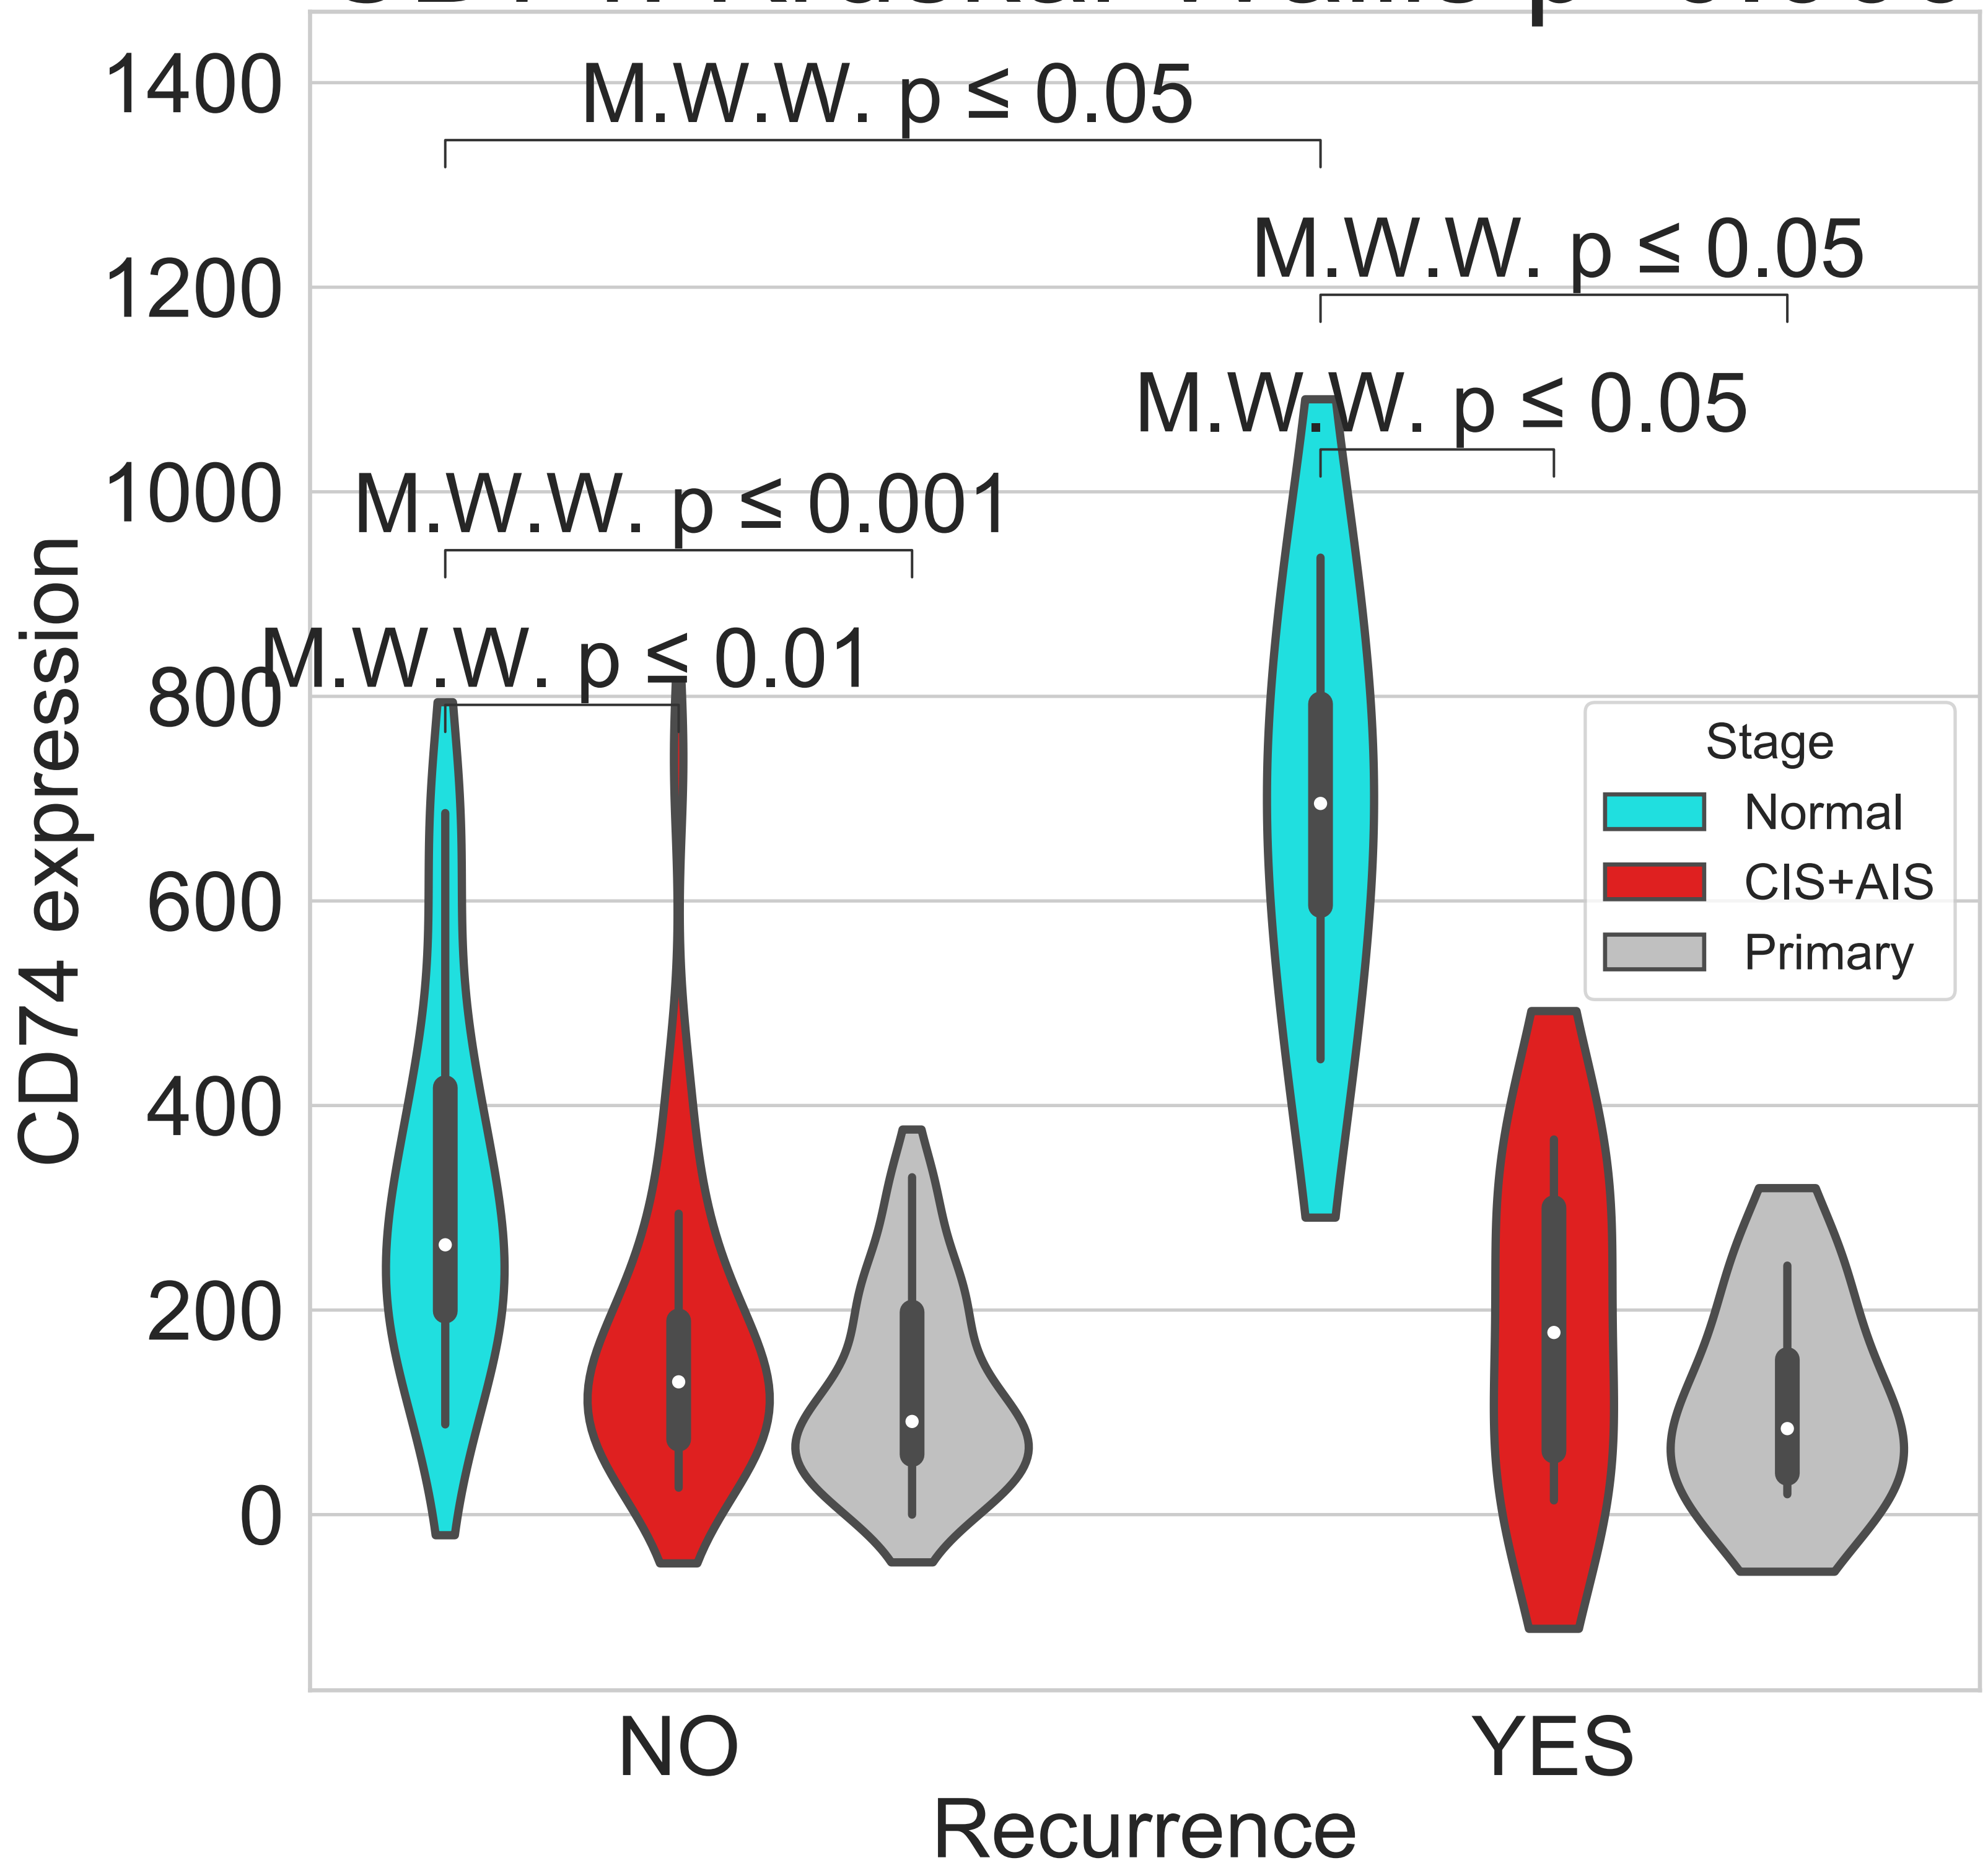 1400
M.W.W. p ≤ 0.05
1200
M.W.W. p ≤ 0.05
M.W.W. p ≤ 0.05
1000
M.W.W. p ≤ 0.001
M.W.W. p ≤ 0.01
800
600
400
200
0
CD74 expression
Stage
Normal
CIS+AIS
Primary
NO
YES
Recurrence